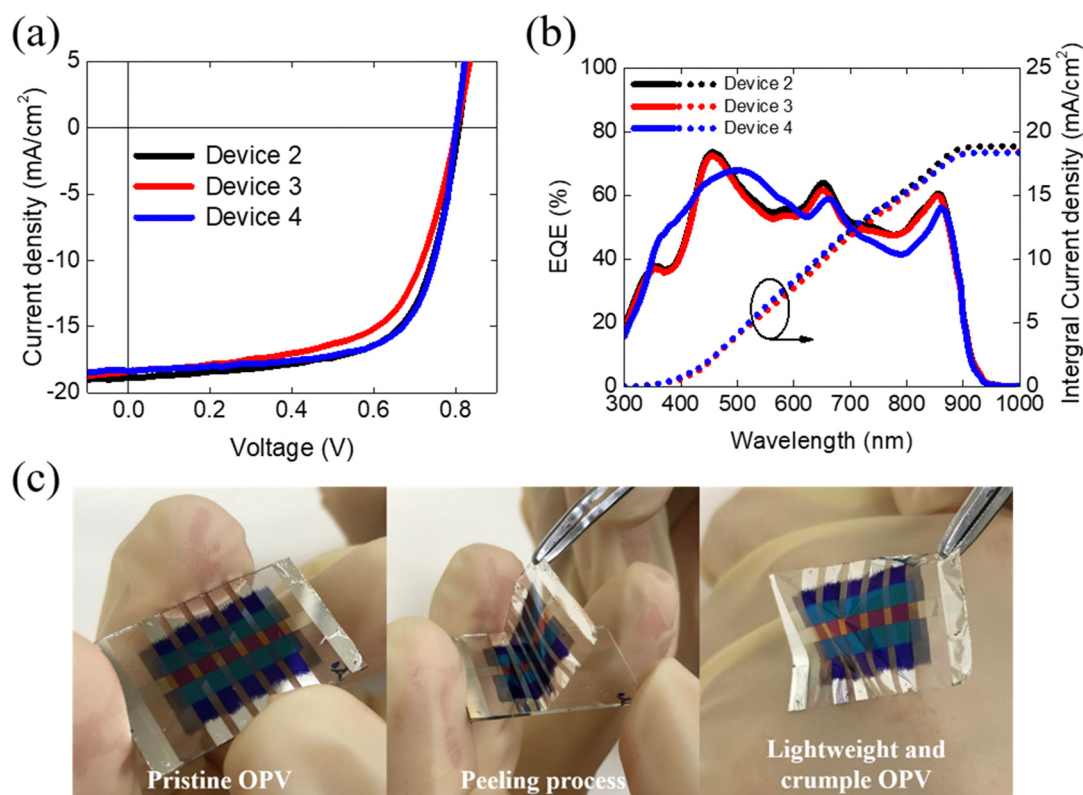 (a)
Current density (mA/cm²)
5
0
-5
-10
-15
-20
Device 2
Device 3
Device 4
0.0 0.2 0.4 0.6 0.8
Voltage (V)
(b)
EQE (%)
100
80
60
40
20
0
Device 2
Device 3
Device 4
25
20
15
10
5
0
Intergral Current density (mA/cm²)
300 400 500 600 700 800 900 1000
Wavelength (nm)
(c)
Pristine OPV
Peeling process
Lightweight and
crumple OPV